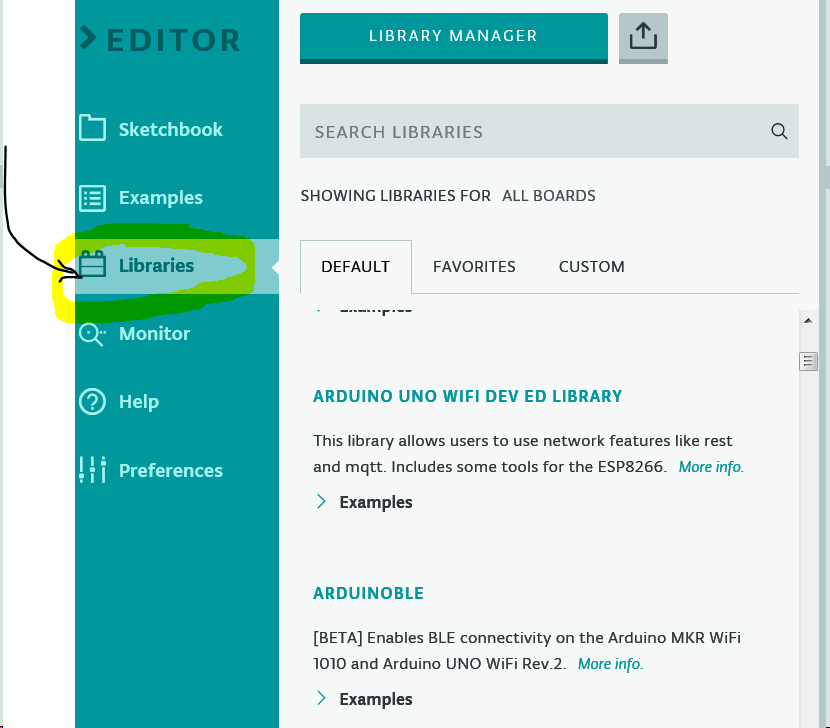 EDITOR
Sketchbook
Examples
Libraries
Monitor
Help
Preferences
LIBRARY MANAGER
SEARCH LIBRARIES
SHOWING LIBRARIES FOR ALL BOARDS
DEFAULT FAVORITES CUSTOM
Examples
ARDUINO UNO WIFI DEV ED LIBRARY
This library allows users to use network features like rest
and mqtt. Includes some tools for the ESP8266. More info.
Examples
ARDUINOBLE
[BETA] Enables BLE connectivity on the Arduino MKR WiFi
1010 and Arduino UNO WiFi Rev.2. More info.
Examples